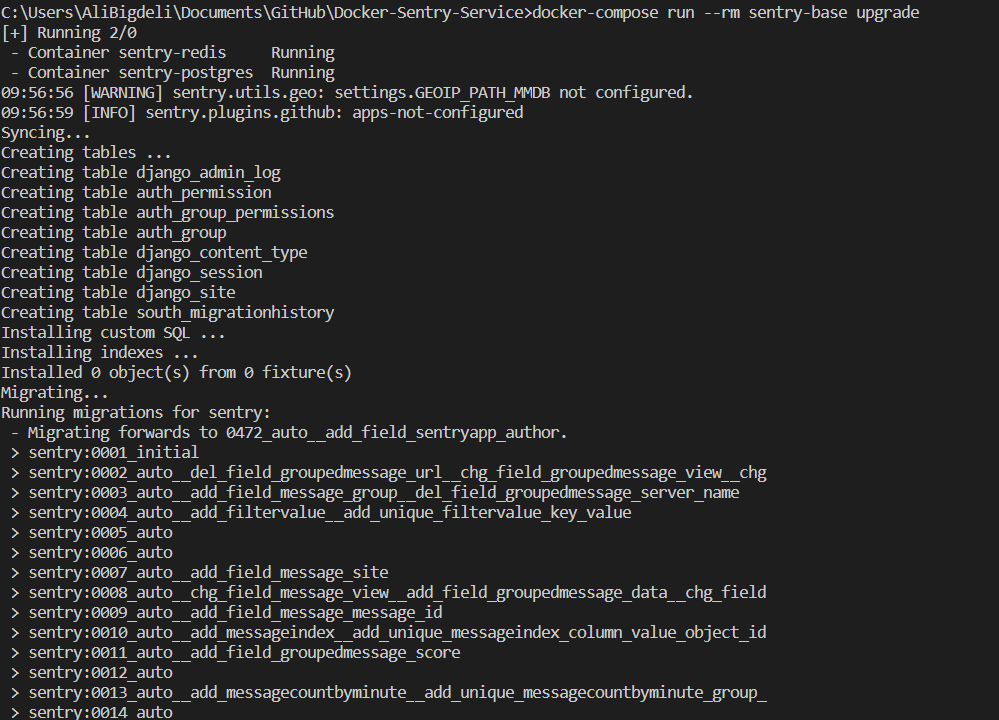 C:\Users\AliBigdeli\Documents\GitHub\Docker-Sentry-Service>docker-compose run --rm sentry-base upgrade
[+] Running 2/0
 - Container sentry-redis     Running
 - Container sentry-postgres  Running
09:56:56 [WARNING] sentry.utils.geo: settings.GEOIP_PATH_MMDB not configured.
09:56:59 [INFO] sentry.plugins.github: apps-not-configured
Syncing...
Creating tables ...
Creating table django_admin_log
Creating table auth_permission
Creating table auth_group_permissions
Creating table auth_group
Creating table django_content_type
Creating table django_session
Creating table django_site
Creating table south_migrationhistory
Installing custom SQL ...
Installing indexes ...
Installed 0 object(s) from 0 fixture(s)
Migrating...
Running migrations for sentry:
 - Migrating forwards to 0472_auto__add_field_sentryapp_author.
 > sentry:0001_initial
 > sentry:0002_auto__del_field_groupedmessage_url__chg_field_groupedmessage_view__chg
 > sentry:0003_auto__add_field_message_group__del_field_groupedmessage_server_name
 > sentry:0004_auto__add_filtervalue__add_unique_filtervalue_key_value
 > sentry:0005_auto
 > sentry:0006_auto
 > sentry:0007_auto__add_field_message_site
 > sentry:0008_auto__chg_field_message_view__add_field_groupedmessage_data__chg_field
 > sentry:0009_auto__add_field_message_message_id
 > sentry:0010_auto__add_messageindex__add_unique_messageindex_column_value_object_id
 > sentry:0011_auto__add_field_groupedmessage_score
 > sentry:0012_auto
 > sentry:0013_auto__add_messagecountbyminute__add_unique_messagecountbyminute_group_
 > sentry:0014_auto